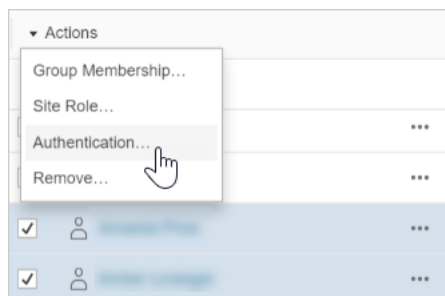 Actions
Group Membership...
Site Role...
Authentication...
Remove...